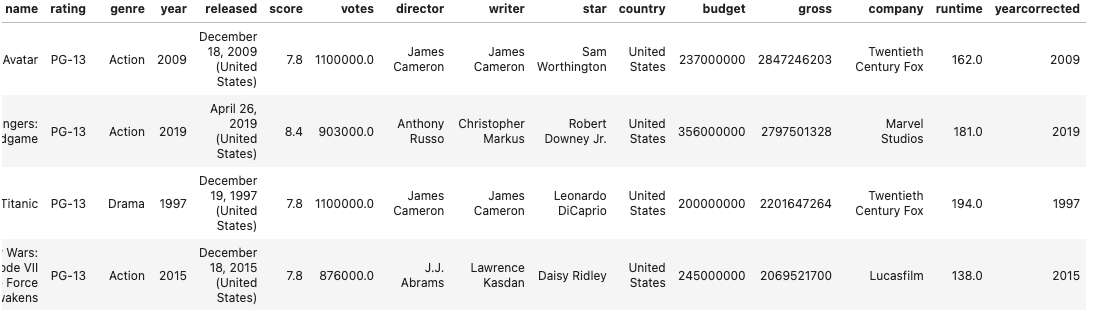 name rating genre year released score votes director writer star country budget gross company runtime yearcorrected
Avatar
PG-13
Action
2009
December
18, 2009
(United
States)
7.8
1100000.0
James
Cameron
James
Cameron
Sam
Worthington
United
States
237000000
2847246203
Twentieth
Century Fox
162.0
2009
ngers:
dgame
PG-13
Action
2019
April 26,
2019
(United
States)
8.4
903000.0
Anthony
Russo
Christopher
Markus
Robert
Downey Jr.
United
States
356000000
2797501328
Marvel
Studios
181.0
2019
Titanic
PG-13
Drama
1997
December
19, 1997
(United
States)
7.8
1100000.0
James
Cameron
James
Cameron
Leonardo
DiCaprio
United
States
200000000
2201647264
Twentieth
Century Fox
194.0
1997
Wars:
ode VII
Force
vakens
PG-13
Action
2015
December
18, 2015
(United
States)
7.8
876000.0
J.J.
Abrams
Lawrence
Kasdan
Daisy Ridley
United
States
245000000
2069521700
Lucasfilm
138.0
2015